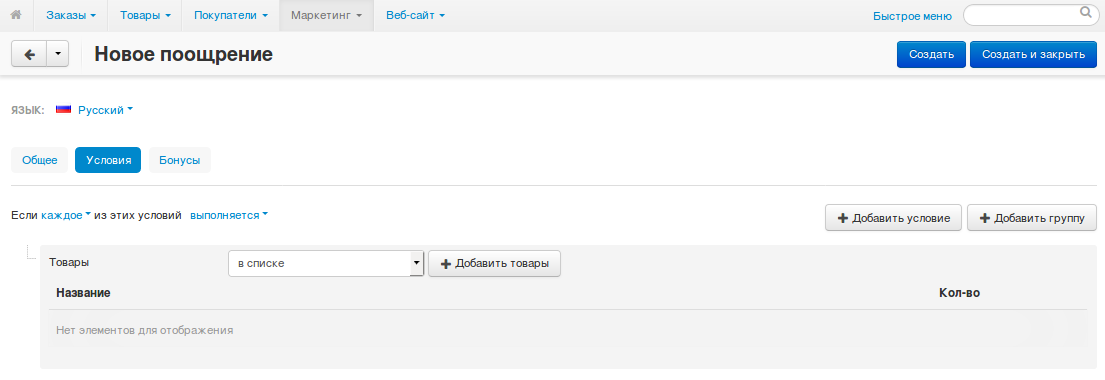 Заказы Товары Покупатели Маркетинг Веб-сайт Быстрое меню
Новое поощрение Создать Создать и закрыть
ЯЗЫК: Русский
Общее Условия Бонусы
Если каждое из этих условий выполняется Добавить условие Добавить группу
Товары в списке Добавить товары
Название Кол-во
Нет элементов для отображения